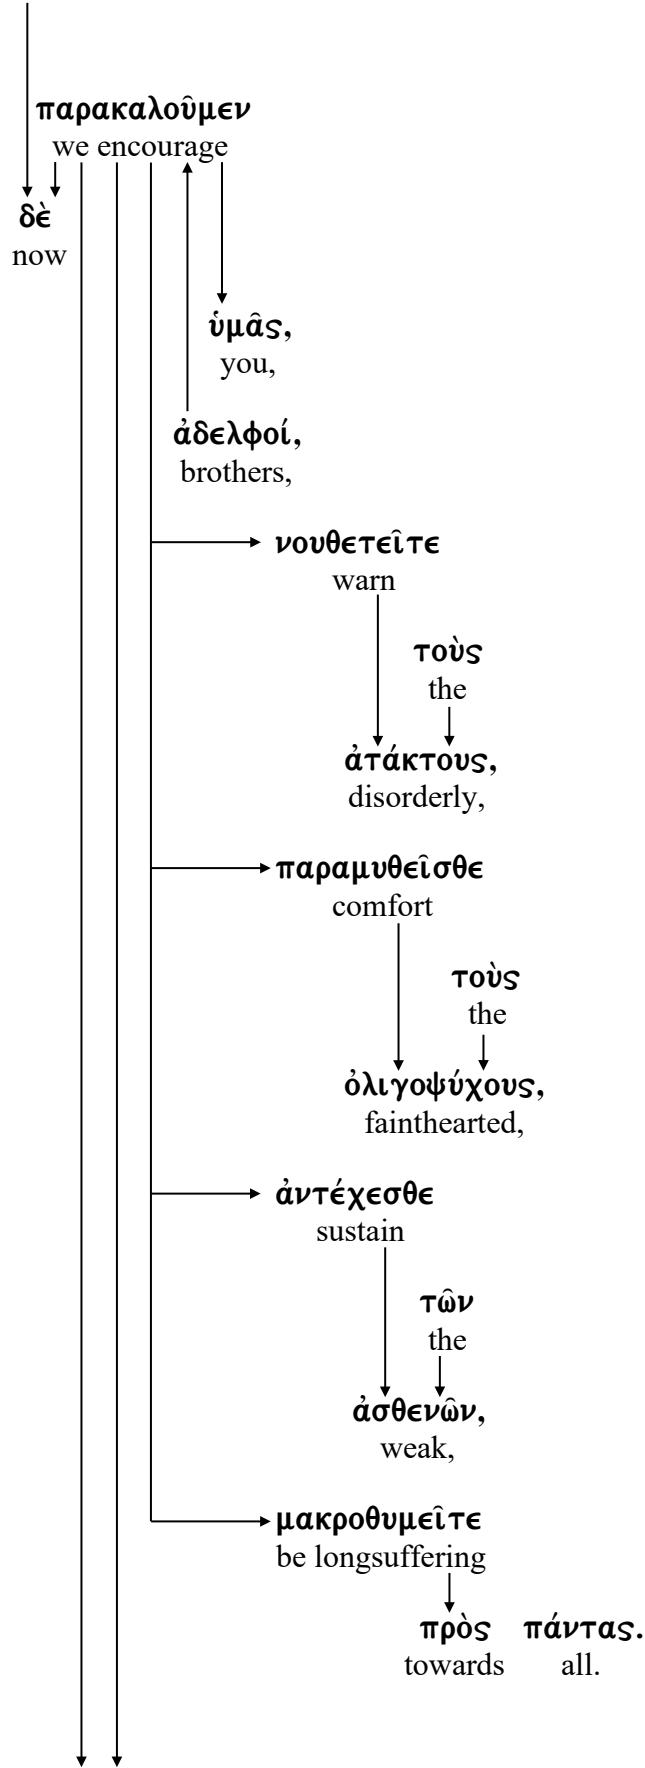 παρακαλοῦμεν
we encourage
δὲ
now
ὑμᾶς,
you,
ἀδελφοί,
brothers,
νουθετεῖτε
warn
τοὺς
the
ἀτάκτους,
disorderly,
παραμυθεῖσθε
comfort
τοὺς
the
ὀλιγοψύχους,
fainthearted,
ἀντέχεσθε
sustain
τῶν
the
ἀσθενῶν,
weak,
μακροθυμεῖτε
be longsuffering
πρὸς πάντας.
towards all.